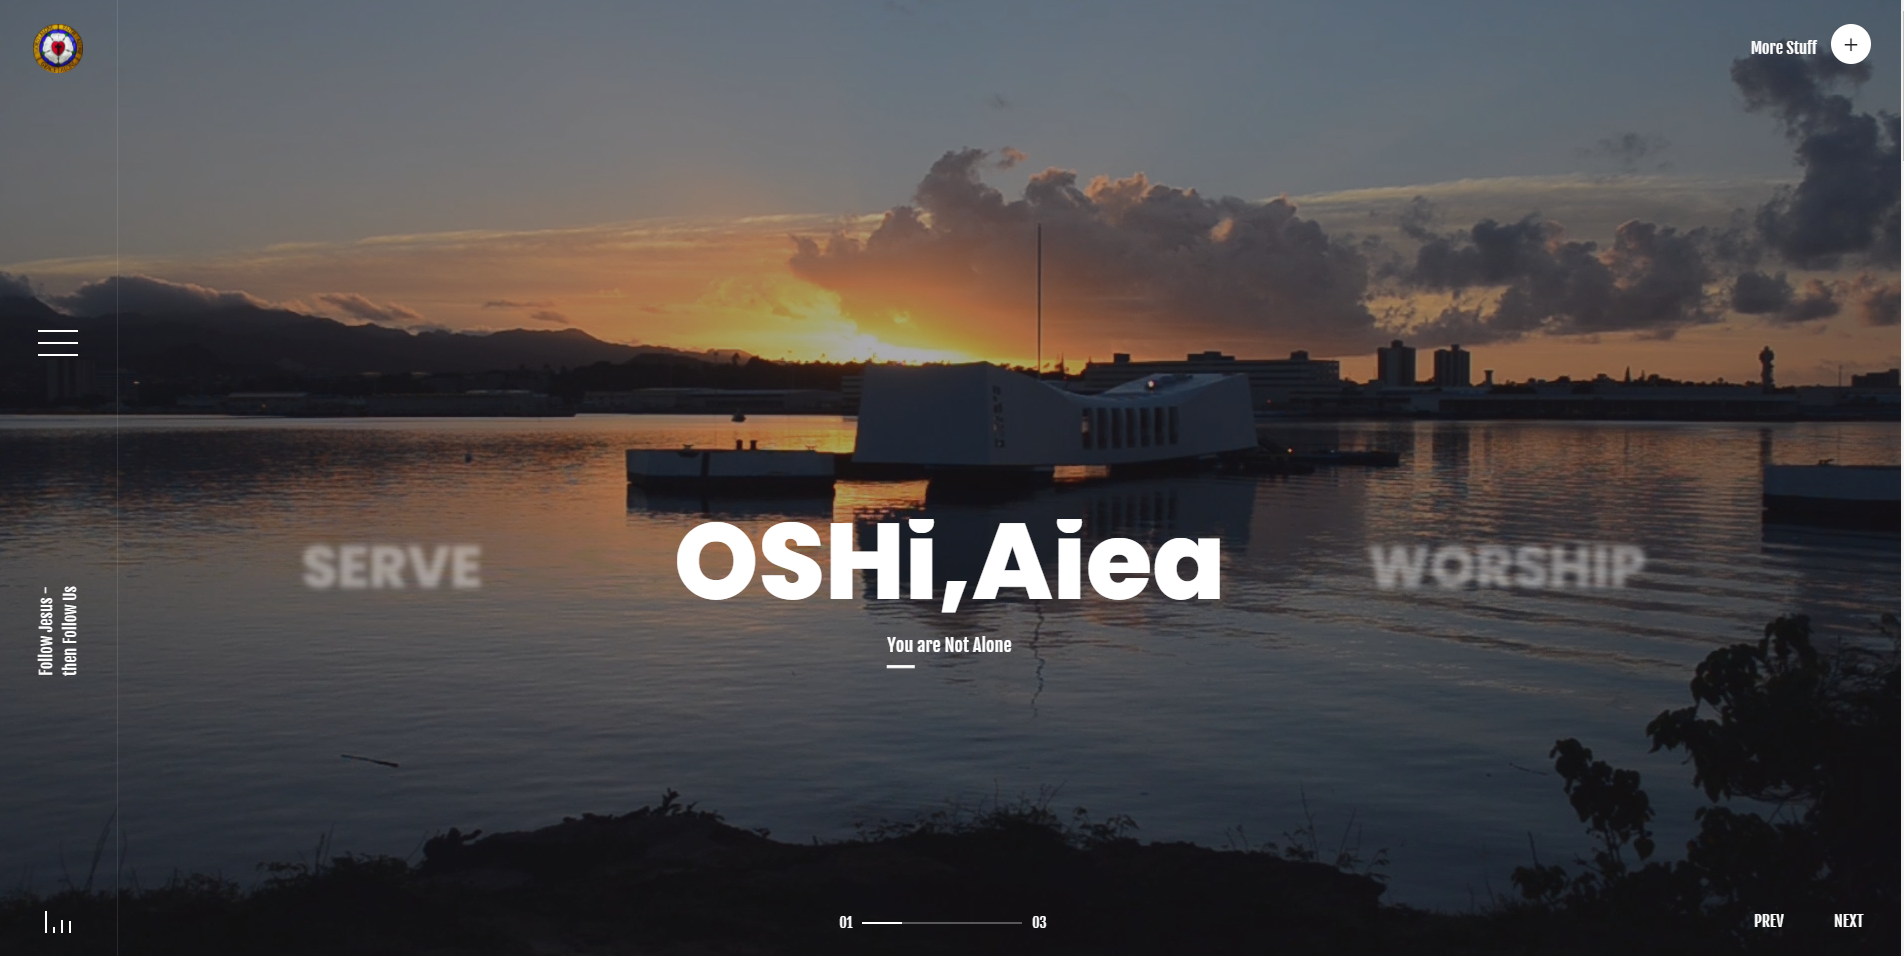 More Stuff
SERVE
OSHi,Aiea
WORSHIP
You are Not Alone
Follow Jesus -
then Follow Us
01
03
PREV
NEXT